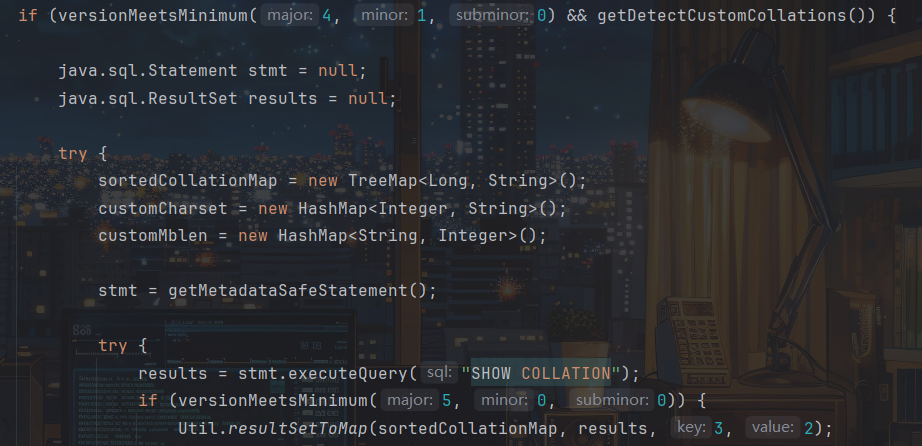 if (versionMeetsMinimum( major: 4, minor: 1, subminor: 0) && getDetectCustomCollations()) {
java.sql.Statement stmt = null;
java.sql.ResultSet results = null;
try {
sortedCollationMap = new TreeMap<Long, String>();
customCharset = new HashMap<Integer, String>();
customMblen = new HashMap<String, Integer>();
stmt = getMetadataSafeStatement();
try {
results = stmt.executeQuery( sql: "SHOW COLLATION");
if (versionMeetsMinimum( major: 5, minor: 0, subminor: 0)) {
Util.resultSetToMap(sortedCollationMap, results, key: 3, value: 2);